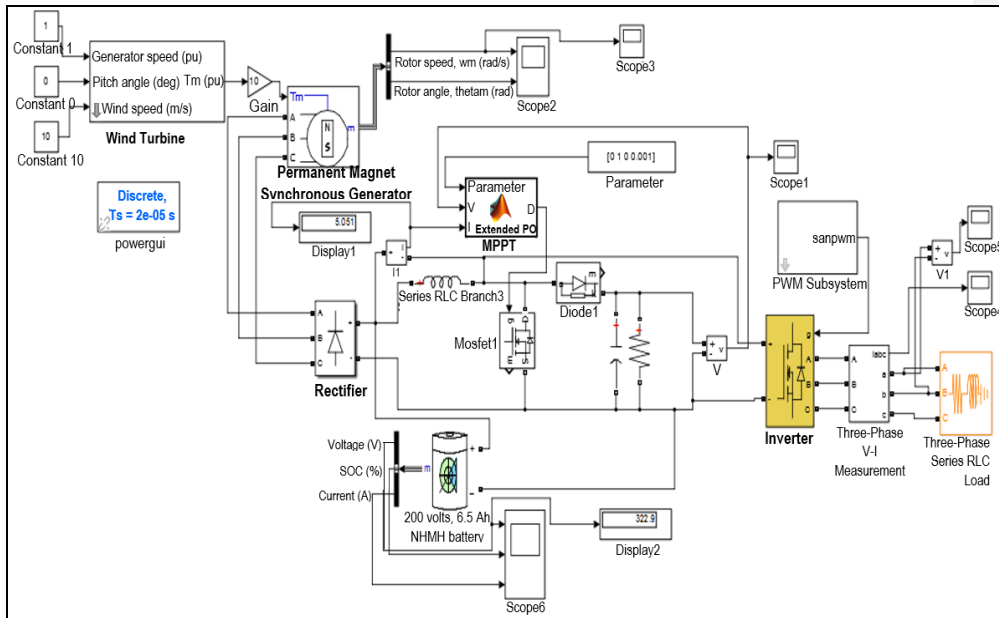 1
Constant 1
0
Constant 0
10
Constant 10
Generator speed (pu)
Pitch angle (deg)
Tm (pu)
Wind speed (m/s)
Wind Turbine
10
Gain
Tm
A
B
C
m
N
S
Permanent Magnet
Synchronous Generator
Rotor speed, wm (rad/s)
Rotor angle, thetam (rad)
Scope2
Scope3
Discrete,
Ts = 2e-05 s
powergui
5.051
Display1
Parameter
V
I
D
Extended PO
MPPT
[0 1 0 0.001]
Parameter
Scope1
sanpwm
PWM Subsystem
V1
Scope5
Scope4
I1
Series RLC Branch3
Diode1
m
a
k
Mosfet1
g
D
S
m
A
B
C
+
-
Rectifier
+
-
v
V
g
+
-
A
B
C
Inverter
A
B
C
Iabc
a
b
c
Three-Phase
V-I
Measurement
A
B
C
Three-Phase
Series RLC
Load
Voltage (V)
SOC (%)
Current (A)
m
+
-
200 volts, 6.5 Ah
NHMH battery
322.9
Display2
Scope6